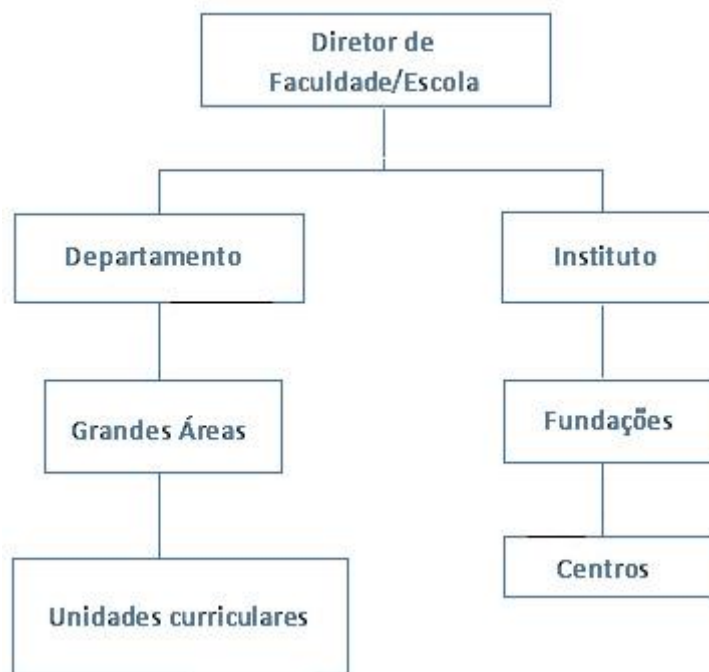 Diretor de
Faculdade/Escola
Departamento
Instituto
Grandes Áreas
Fundações
Unidades curriculares
Centros